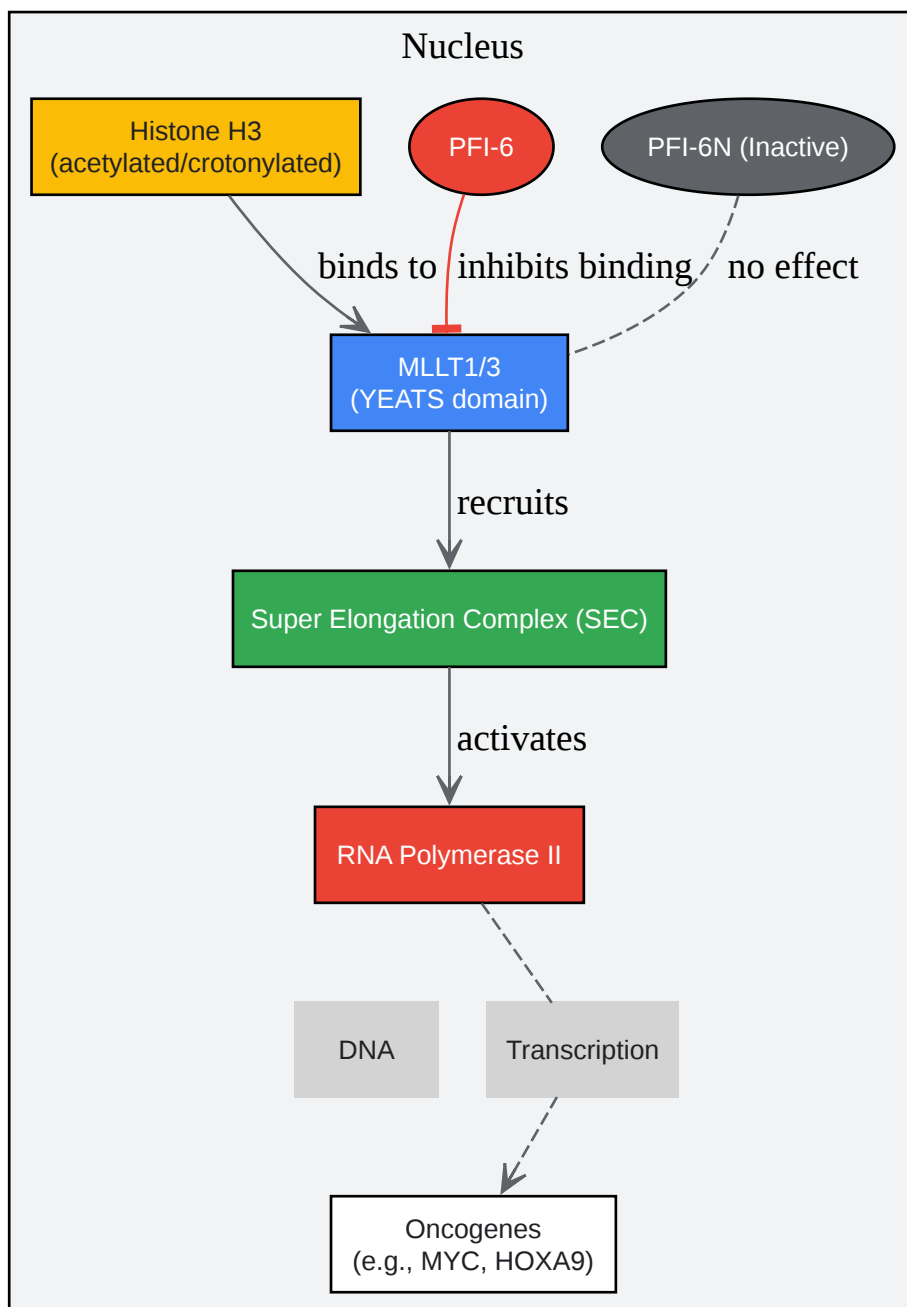 Nucleus
Histone H3
(acetylated/crotonylated)
PFI-6
PFI-6N (Inactive)
binds to
inhibits binding
no effect
MLLT1/3
(YEATS domain)
recruits
Super Elongation Complex (SEC)
activates
RNA Polymerase II
DNA
Transcription
Oncogenes
(e.g., MYC, HOXA9)